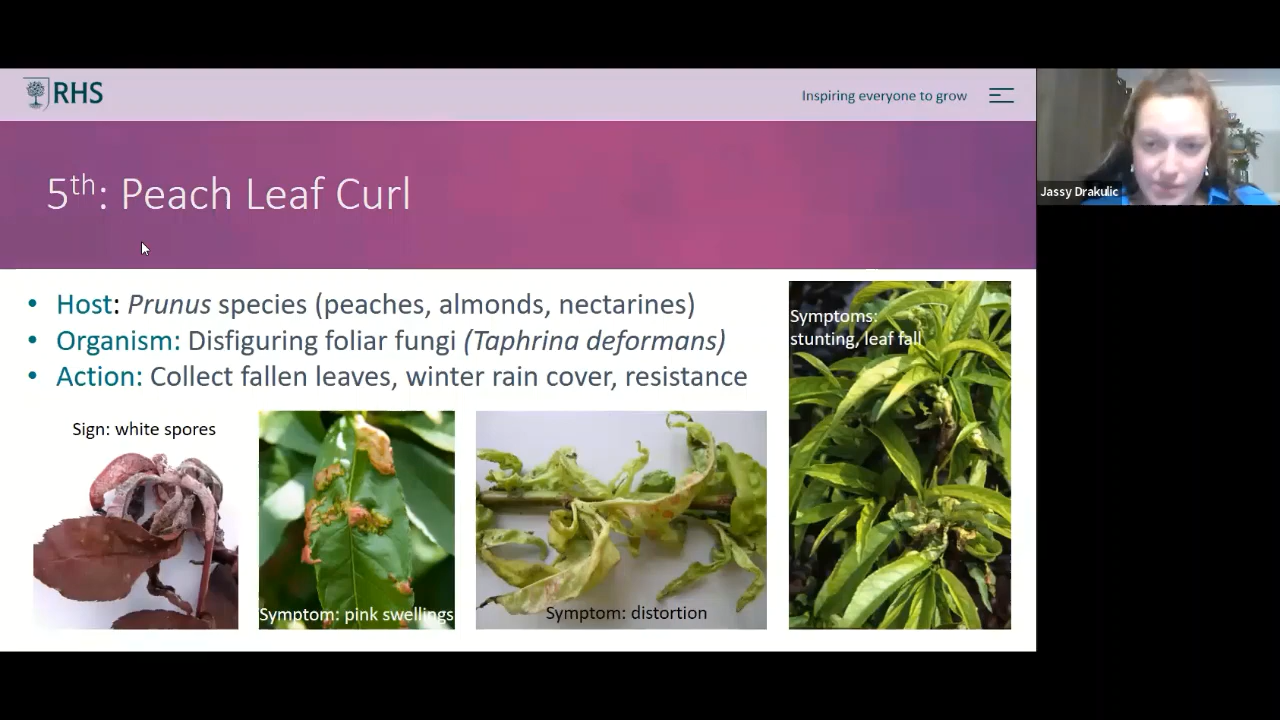 RHS
Inspiring everyone to grow
5th: Peach Leaf Curl
Jassy Drakulic
• Host: Prunus species (peaches, almonds, nectarines)
• Organism: Disfiguring foliar fungi (Taphrina deformans)
• Action: Collect fallen leaves, winter rain cover, resistance
Sign: white spores
Symptom: pink swellings
Symptom: distortion
Symptoms:
stunting, leaf fall